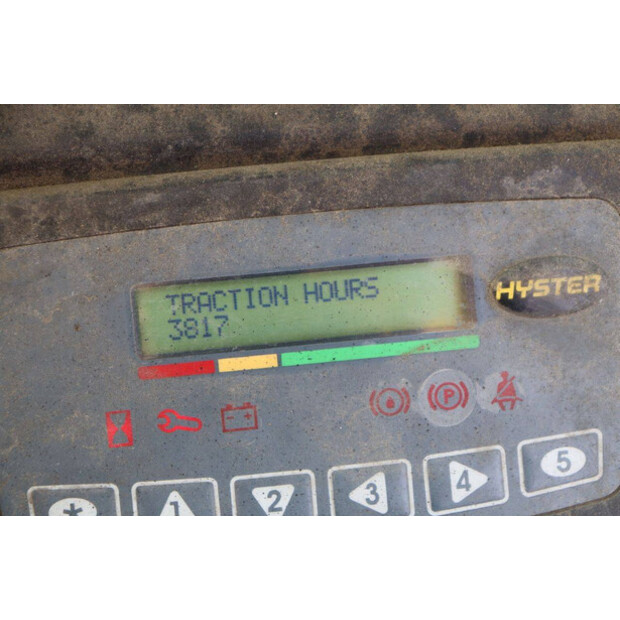 TRACTION HOURS
3817
HYSTER
P
* 1 2 3 4 5